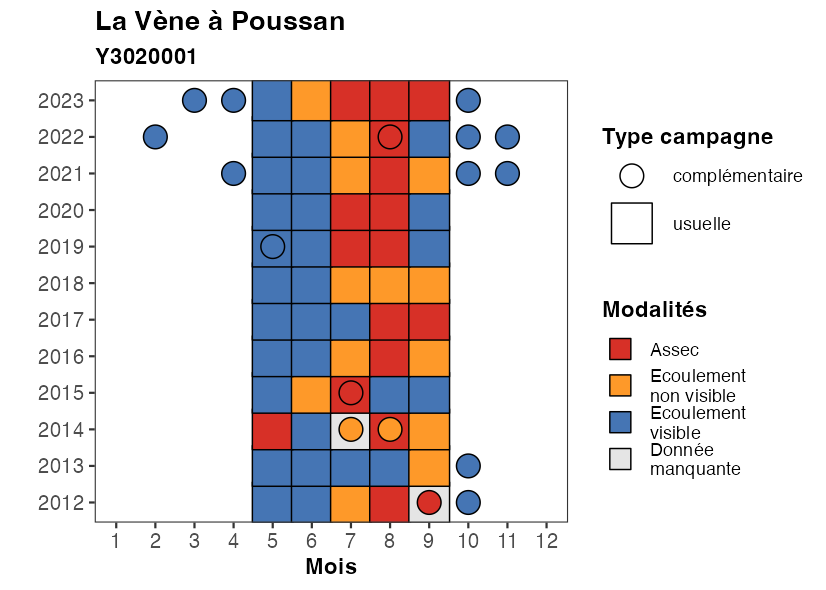 La Vène à Poussan
Y3020001
2023
2022
2021
2020
2019
2018
2017
2016
2015
2014
2013
2012
1 2 3 4 5 6 7 8 9 10 11 12
Mois
Type campagne
complémentaire
usuelle
Modalités
Assec
Ecoulement
non visible
Ecoulement
visible
Donnée
manquante